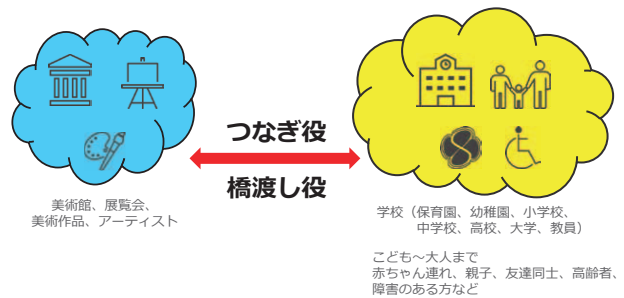 つなぎ役
橋渡し役
美術館、展覧会、
美術作品、アーティスト
学校（保育園、幼稚園、小学校、
中学校、高校、大学、教員）
こども～大人まで
赤ちゃん連れ、親子、友達同士、高齢者、
障害のある方など